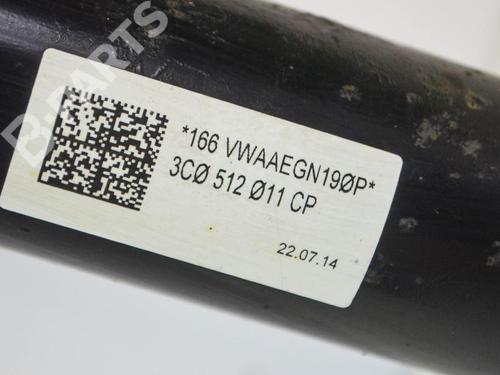 B-PARTS
*166 VWAAEGN19ØP*
3CØ 512 Ø11 CP
22.07.14